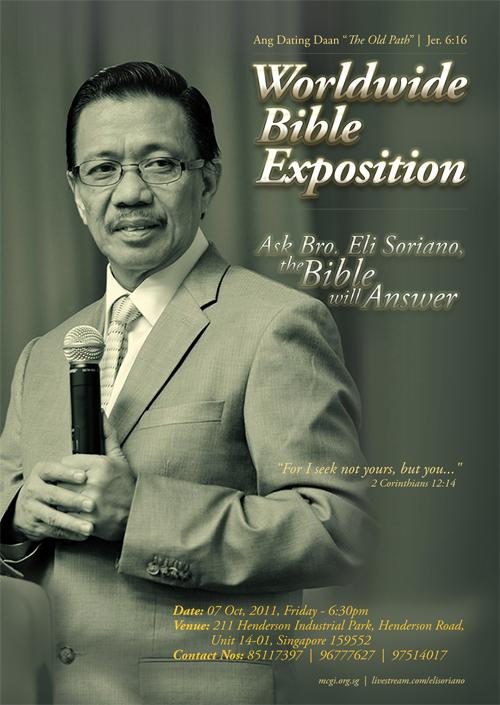 Ang Dating Daan “The Old Path” | Jer. 6:16
Worldwide
Bible
Exposition
Ask Bro. Eli Soriano,
the Bible
will Answer
“For I seek not yours, but you..."
2 Corinthians 12:14
Date: 07 Oct, 2011, Friday - 6:30pm
Venue: 211 Henderson Industrial Park, Henderson Road,
Unit 14-01, Singapore 159552
Contact Nos: 85117397 | 96777627 | 97514017
mcgi.org.sg | livestream.com/elisoriano